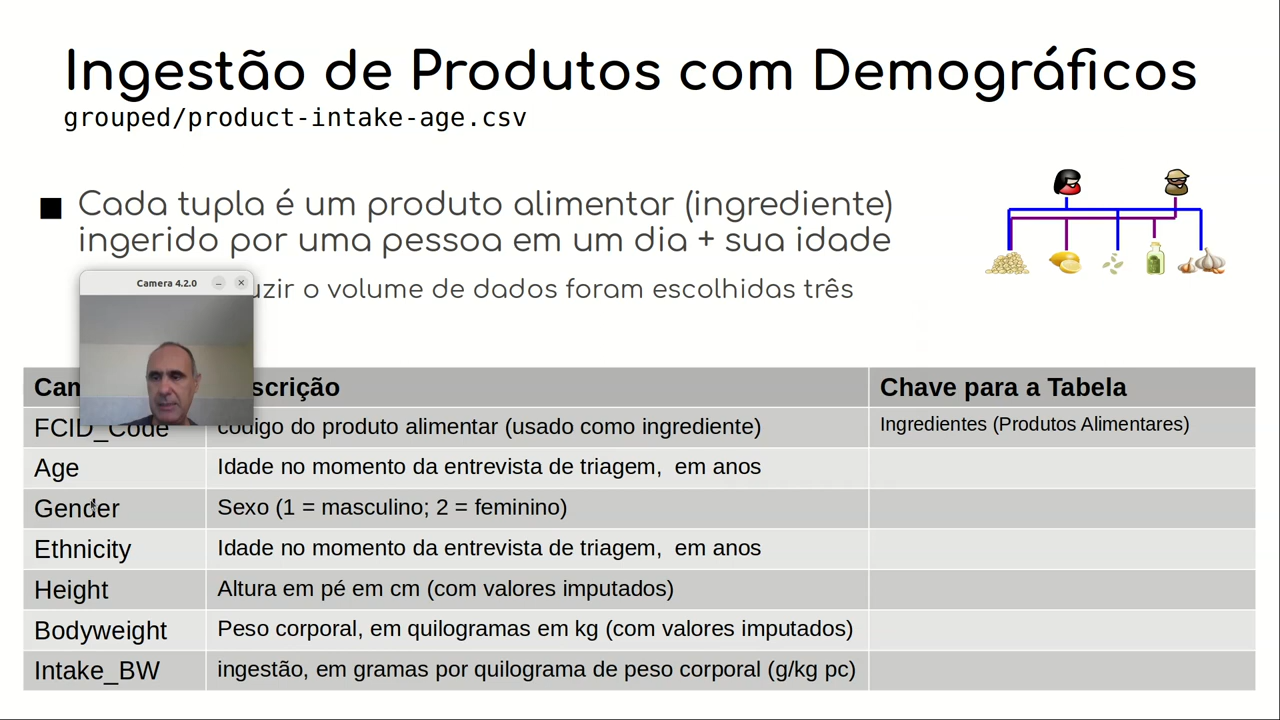 Ingestão de Produtos com Demográficos
grouped/product-intake-age.csv
Cada tupla é um produto alimentar (ingrediente)
ingerido por uma pessoa em um dia + sua idade
Camera 4.2.0
o volume de dados foram escolhidas três
Chave para a Tabela
FCID_Code código do produto alimentar (usado como ingrediente) Ingredientes (Produtos Alimentares)
Age Idade no momento da entrevista de triagem, em anos
Gender Sexo (1 = masculino; 2 = feminino)
Ethnicity Idade no momento da entrevista de triagem, em anos
Height Altura em pé em cm (com valores imputados)
Bodyweight Peso corporal, em quilogramas em kg (com valores imputados)
Intake_BW ingestão, em gramas por quilograma de peso corporal (g/kg pc)